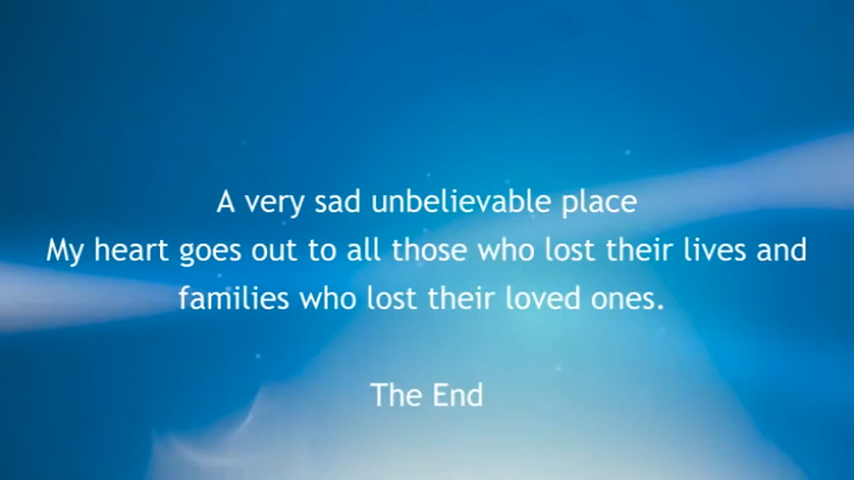 A very sad unbelievable place
My heart goes out to all those who lost their lives and
families who lost their loved ones.
The End